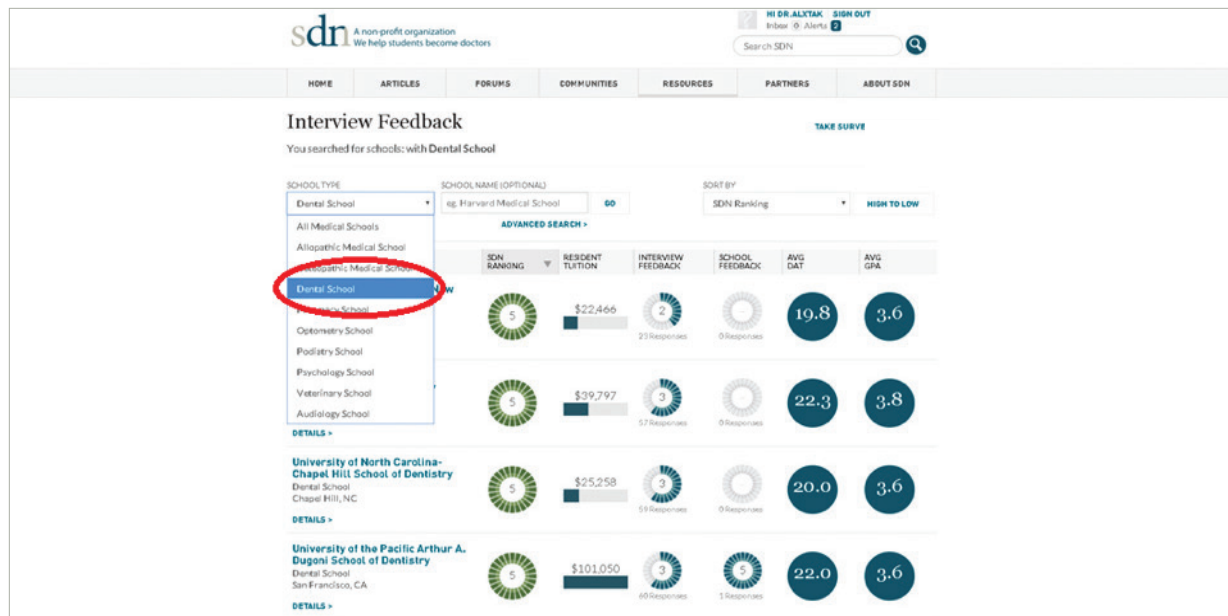 sdn
A non-profit organization
We help students become doctors
HI DR.ALXTAK SIGN OUT
Inbox 0 Alerts 2
Search SDN
HOME ARTICLES FORUMS COMMUNITIES RESOURCES PARTNERS ABOUT SDN
Interview Feedback
TAKE SURVE
You searched for schools: with Dental School
SCHOOL TYPE SCHOOL NAME (OPTIONAL) SORT BY
Dental School eg. Harvard Medical School GO SDN Ranking HIGH TO LOW
ADVANCED SEARCH >
All Medical Schools
Allopathic Medical School
Osteopathic Medical School
Dental School
Pharmacy School
Optometry School
Podiatry School
Psychology School
Veterinary School
Audiology School
SDN RANKING RESIDENT TUITION INTERVIEW FEEDBACK SCHOOL FEEDBACK AVG DAT AVG GPA
5 $22,466 2 - 19.8 3.6
23 Responses 0 Responses
5 $39,797 3 - 22.3 3.8
57 Responses 0 Responses
DETAILS >
University of North Carolina-
Chapel Hill School of Dentistry
Dental School
Chapel Hill, NC
5 $25,258 3 - 20.0 3.6
59 Responses 0 Responses
DETAILS >
University of the Pacific Arthur A.
Dugoni School of Dentistry
Dental School
San Francisco, CA
5 $101,050 3 5 22.0 3.6
60 Responses 1 Responses
DETAILS >